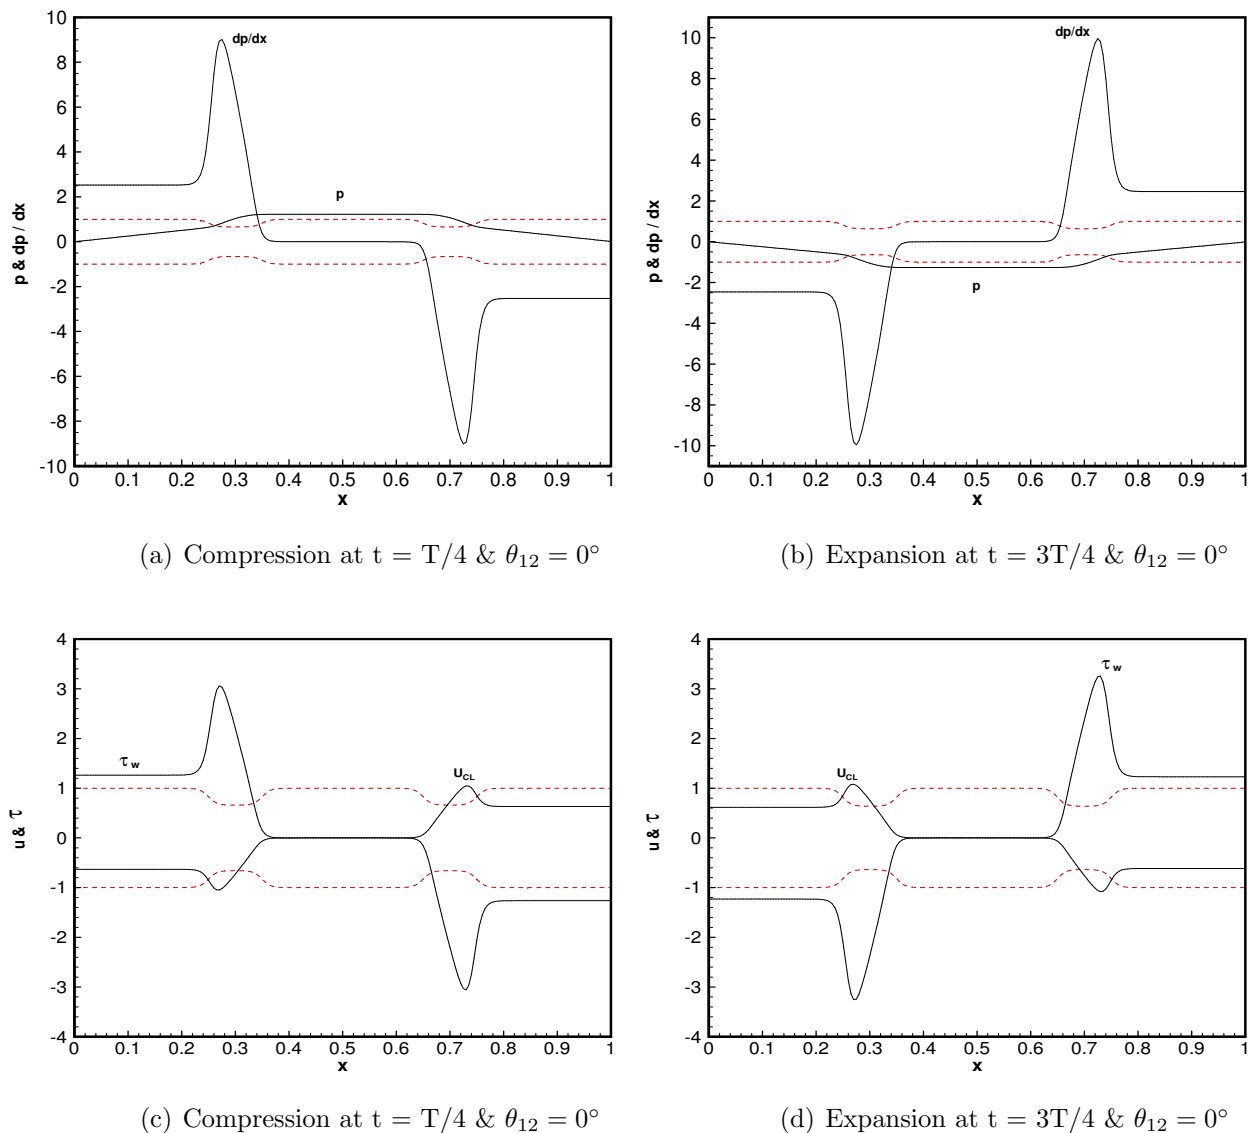 10
8
6
4
2
0
-2
-4
-6
-8
-10
p & dp / dx
dp/dx
p
0 0.1 0.2 0.3 0.4 0.5 0.6 0.7 0.8 0.9 1
x
(a) Compression at t = T/4 & θ₁₂ = 0°
10
8
6
4
2
0
-2
-4
-6
-8
-10
p & dp / dx
dp/dx
p
0 0.1 0.2 0.3 0.4 0.5 0.6 0.7 0.8 0.9 1
x
(b) Expansion at t = 3T/4 & θ₁₂ = 0°
4
3
2
1
0
-1
-2
-3
-4
u & τ
τ w
U_CL
0 0.1 0.2 0.3 0.4 0.5 0.6 0.7 0.8 0.9 1
x
(c) Compression at t = T/4 & θ₁₂ = 0°
4
3
2
1
0
-1
-2
-3
-4
u & τ
U_CL
τ w
0 0.1 0.2 0.3 0.4 0.5 0.6 0.7 0.8 0.9 1
x
(d) Expansion at t = 3T/4 & θ₁₂ = 0°